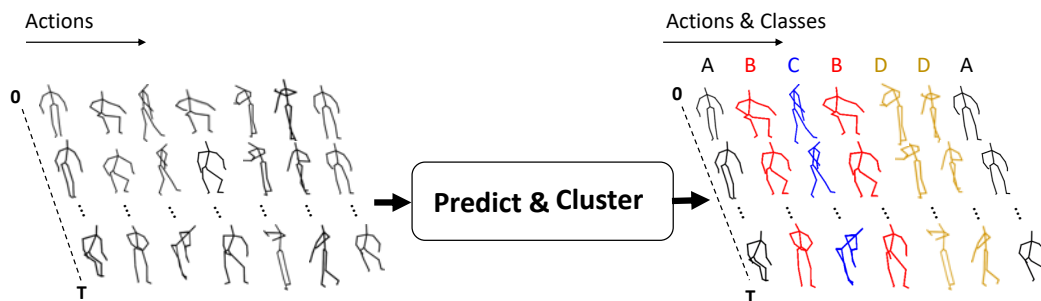 Actions
0
T
Predict & Cluster
Actions & Classes
A B C B D D A
0
T